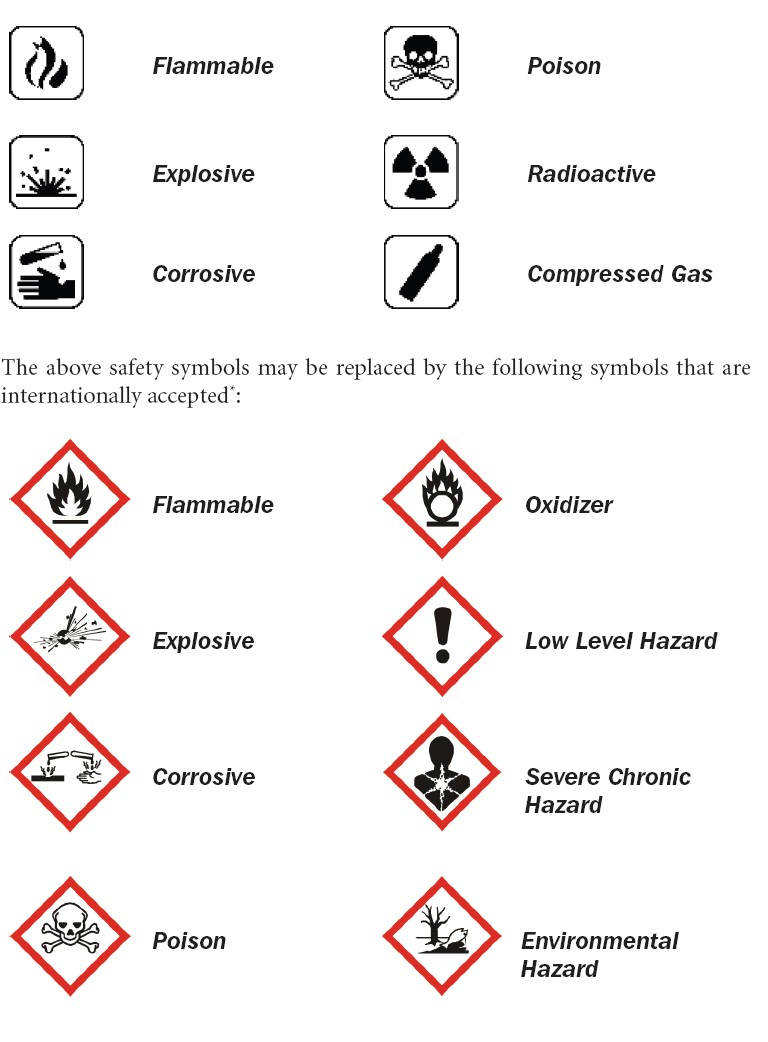 Flammable
Poison
Explosive
Radioactive
Corrosive
Compressed Gas
The above safety symbols may be replaced by the following symbols that are
internationally accepted*:
Flammable
Oxidizer
Explosive
Low Level Hazard
Corrosive
Severe Chronic
Hazard
Poison
Environmental
Hazard